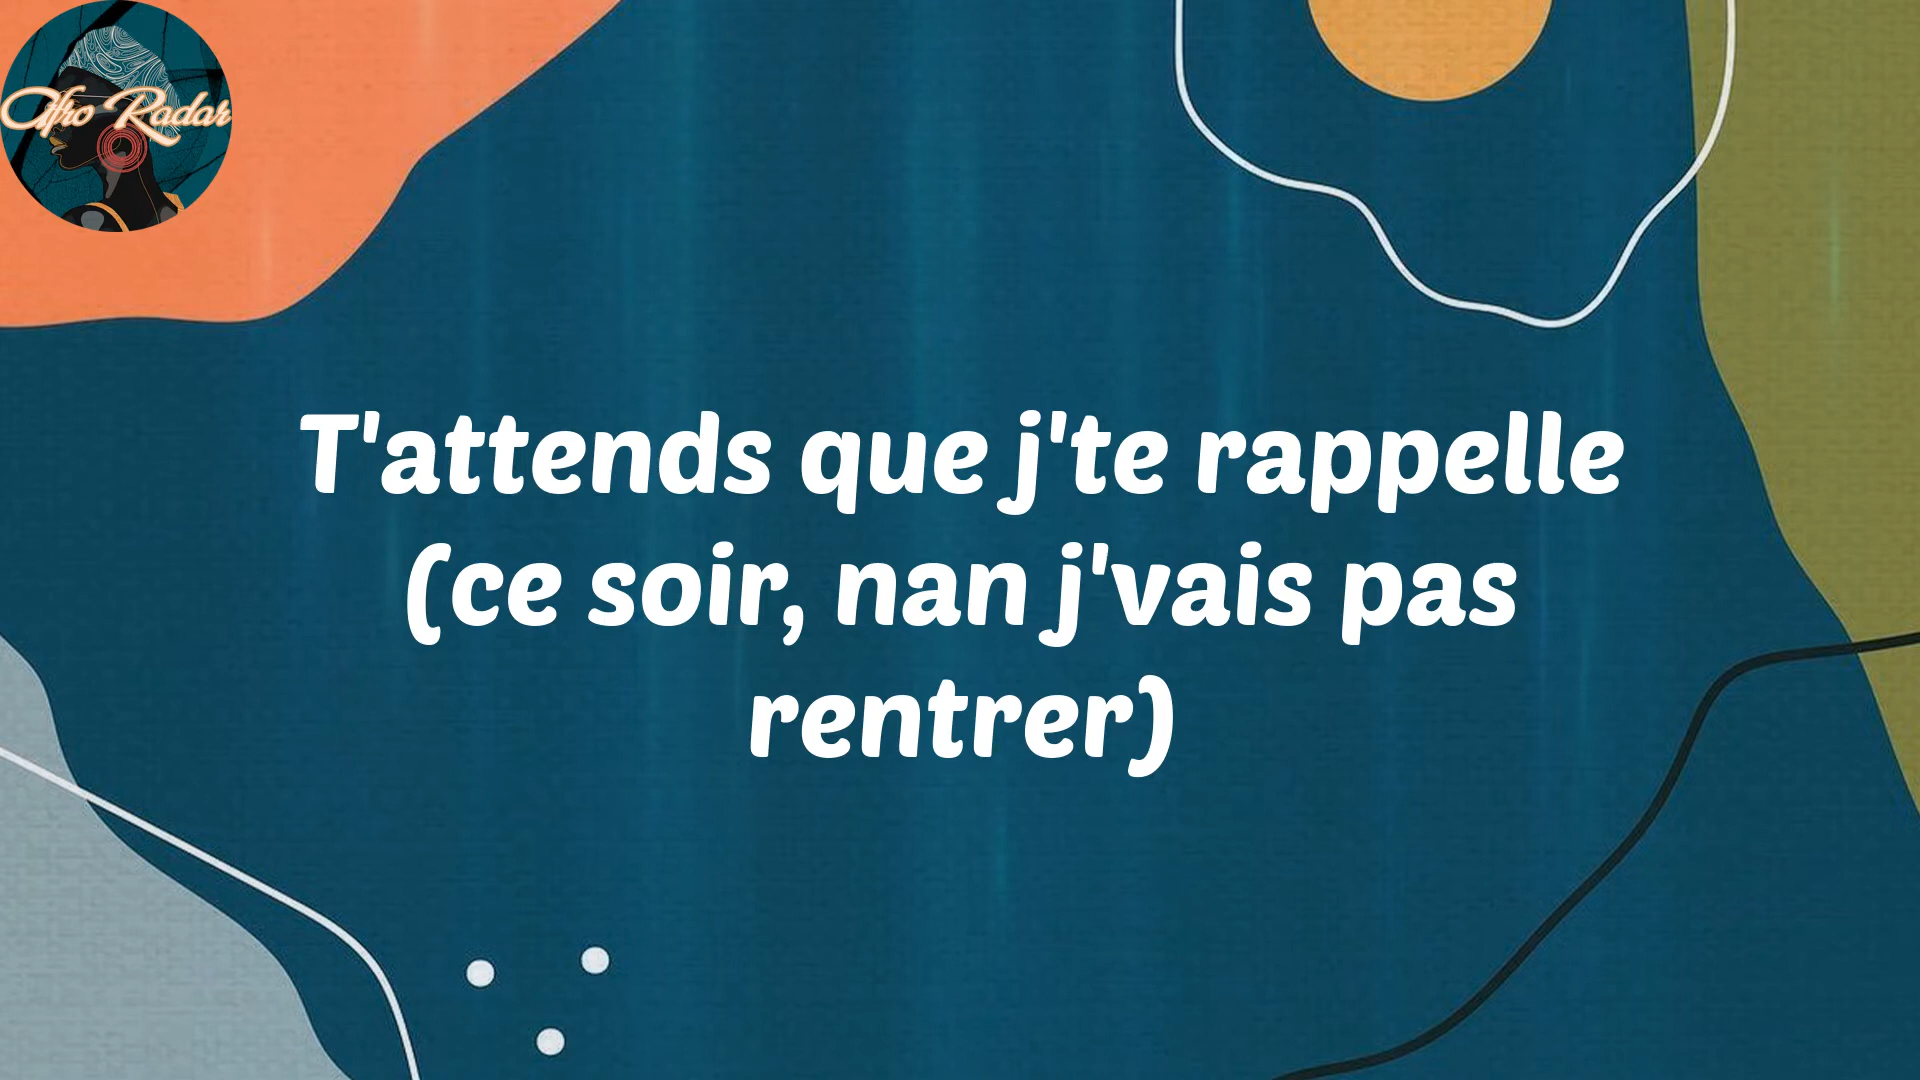 Afro Radar
T'attends que j'te rappelle
(ce soir, nan j'vais pas
rentrer)